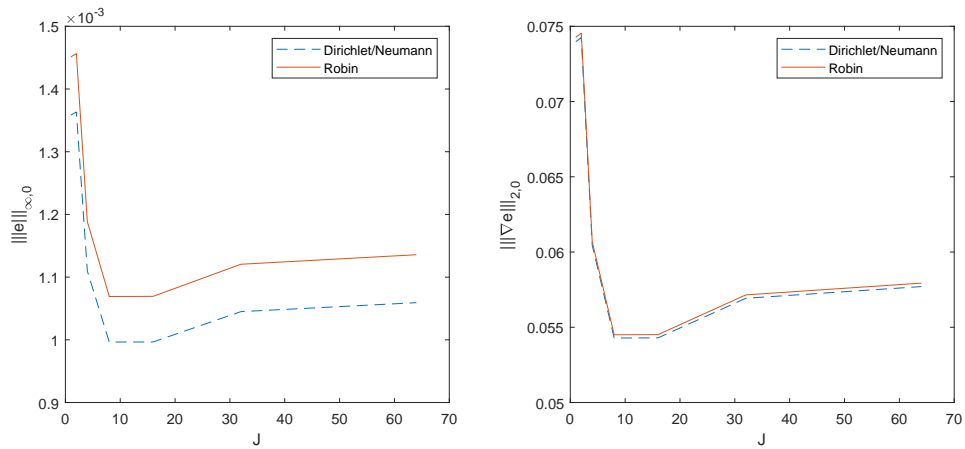 ×10⁻³
1.5
1.4
1.3
1.2
1.1
1
0.9
0 10 20 30 40 50 60 70
J
|||e|||∞,0
Dirichlet/Neumann
Robin
0.075
0.07
0.065
0.06
0.055
0.05
0 10 20 30 40 50 60 70
J
|||∇e|||2,0
Dirichlet/Neumann
Robin